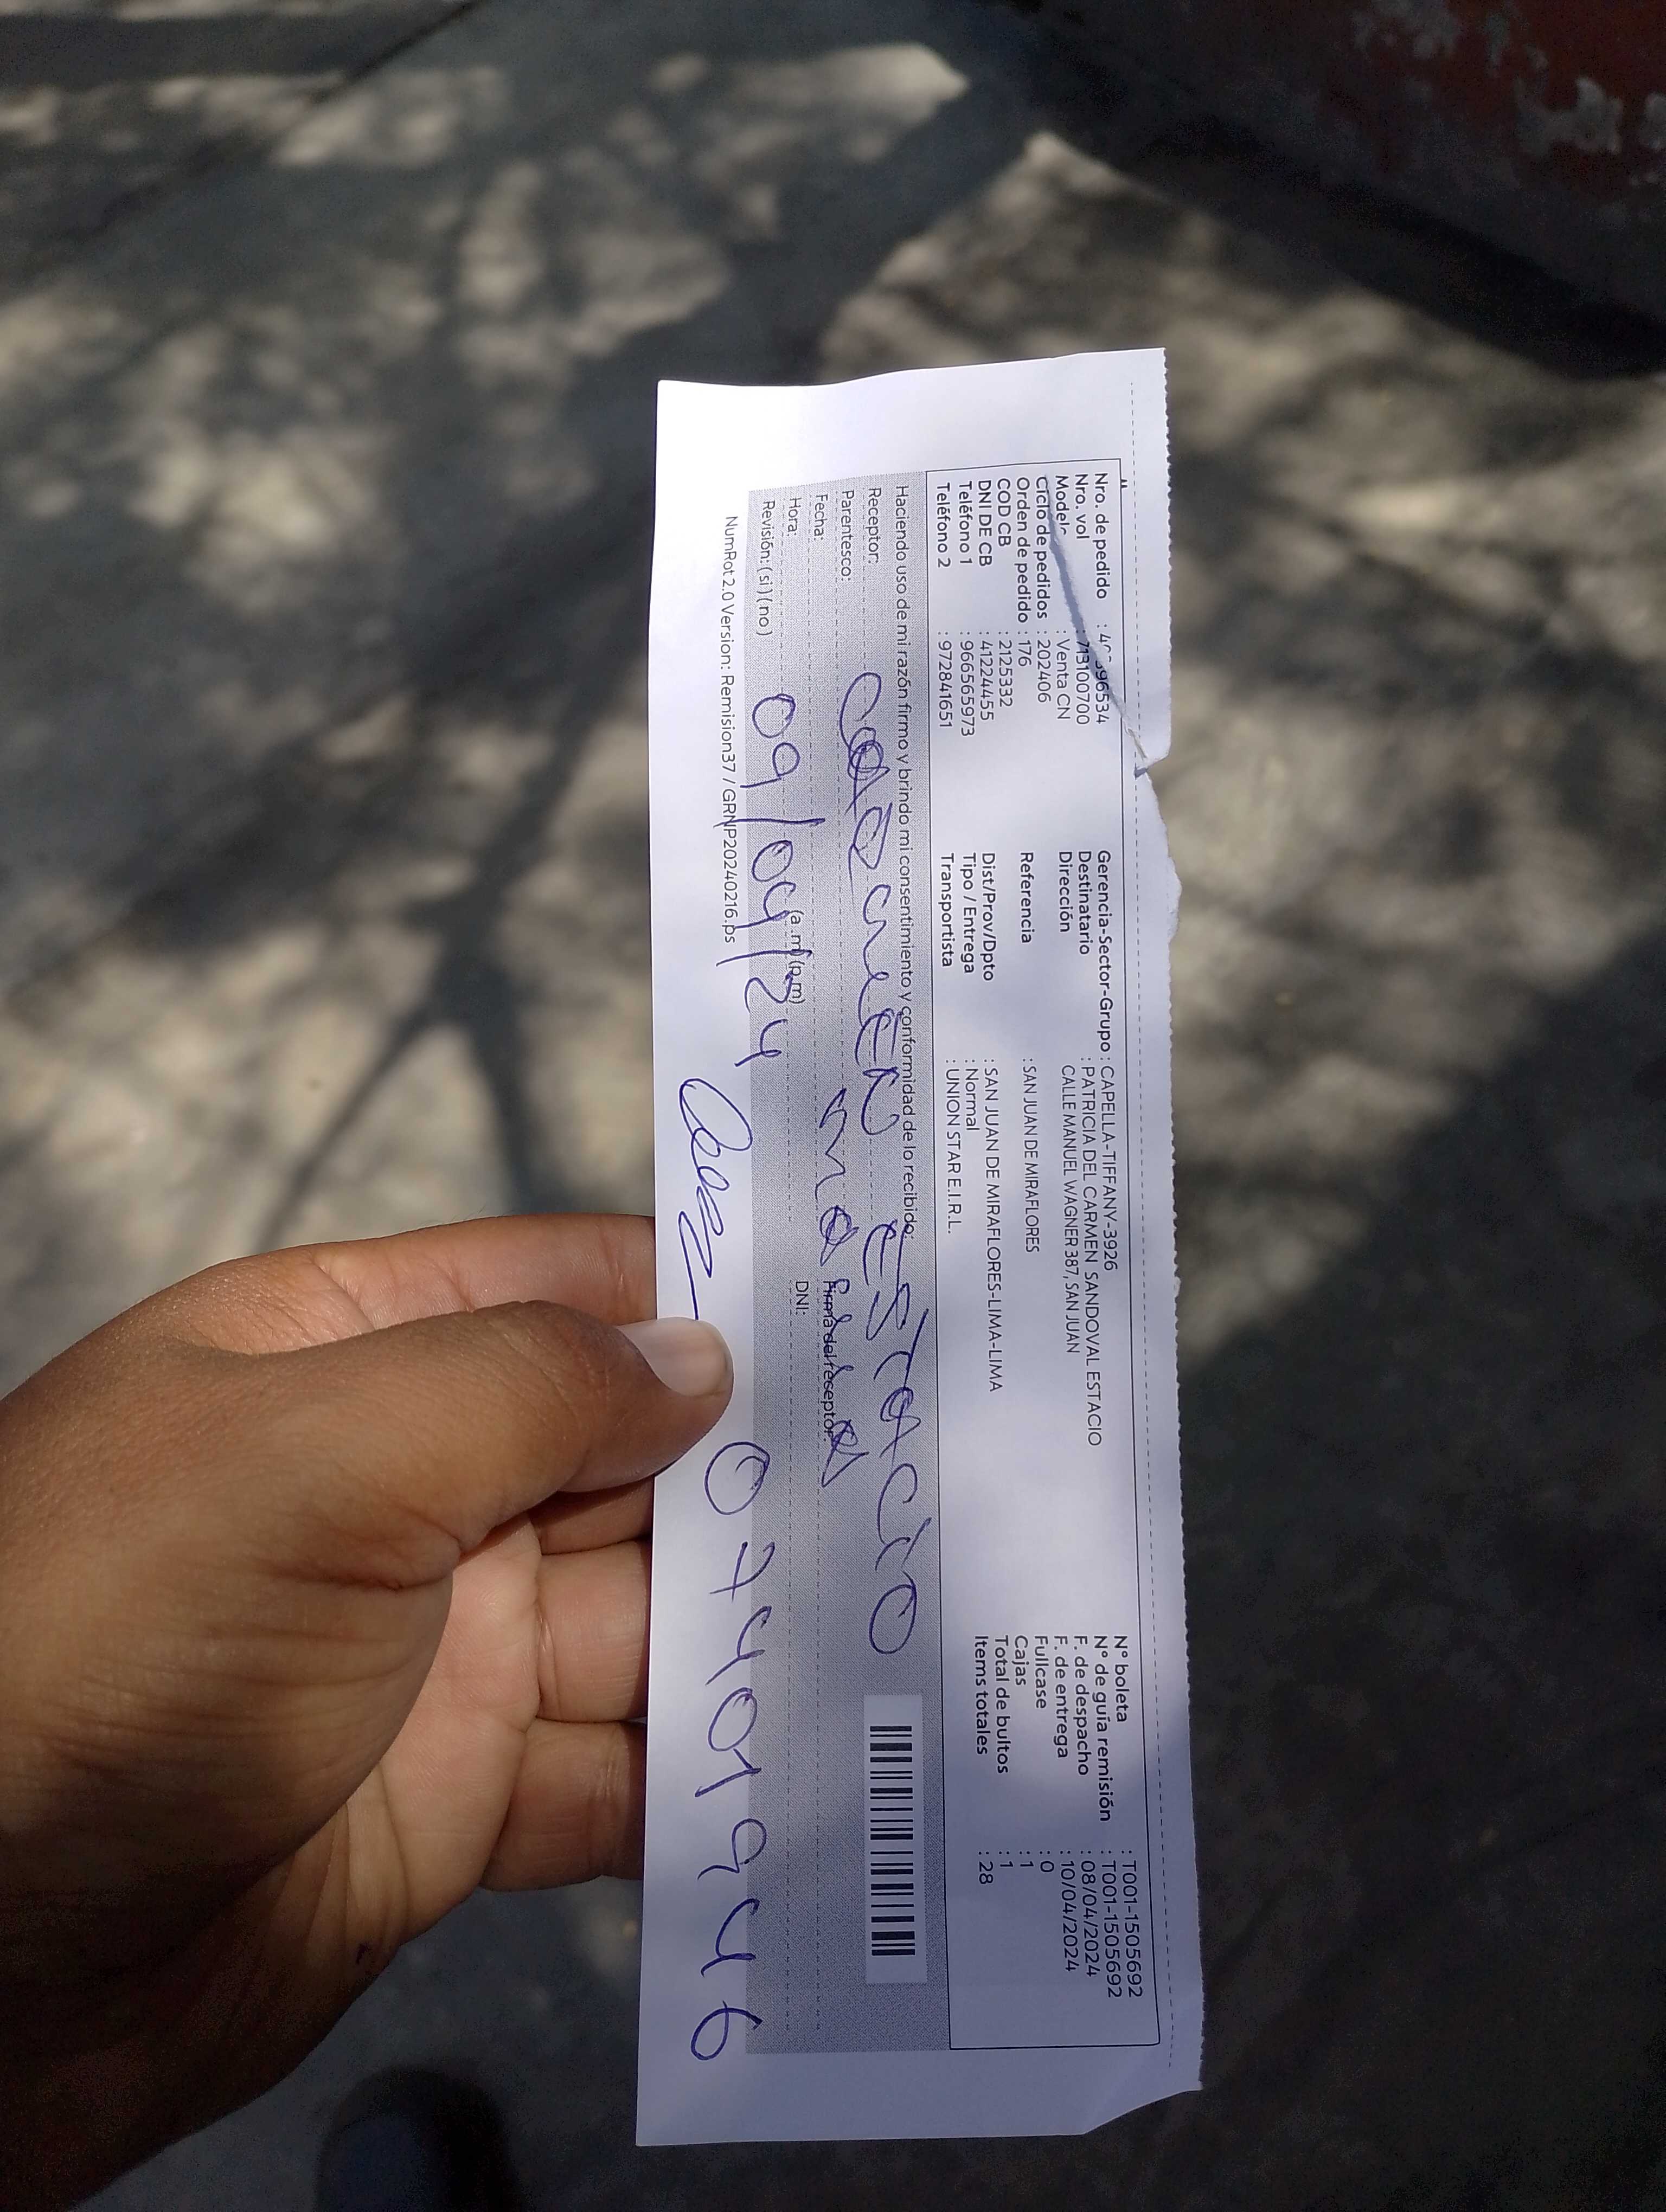 Nro. de pedido : 596534
Nro. vol : 713100700
Modelo : Venta CN
Ciclo de pedidos : 202406
Orden de pedido : 176
COD CB : 2125332
DNI DE CB : 41224455
Teléfono 1 : 966565973
Teléfono 2 : 972841651
Gerencia-Sector-Grupo : CAPELLA-TIFFANY-3926
Destinatario : PATRICIA DEL CARMEN SANDOVAL ESTACIO
Dirección : CALLE MANUEL WAGNER 387, SAN JUAN
Referencia : SAN JUAN DE MIRAFLORES
Dist/Prov/Dpto : SAN JUAN DE MIRAFLORES-LIMA-LIMA
Tipo / Entrega : Normal
Transportista : UNION STAR E.I.R.L.
N° boleta : T001-1505692
N° de guía remisión : T001-1505692
F. de despacho : 08/04/2024
F. de entrega : 10/04/2024
Fullcase : 0
Cajas : 1
Total de bultos : 1
Items totales : 28
Haciendo uso de mi razón firmo y brindo mi consentimiento y conformidad de lo recibido:
Receptor: ESTACIO
Parentesco:
Fecha: Firma del receptor:
Hora: (a.m) (p.m) DNI:
09/04/24
Revisión: (si) (no)
07401946
NumRot 2.0 Version: Remision37 / GRNP20240216.ps